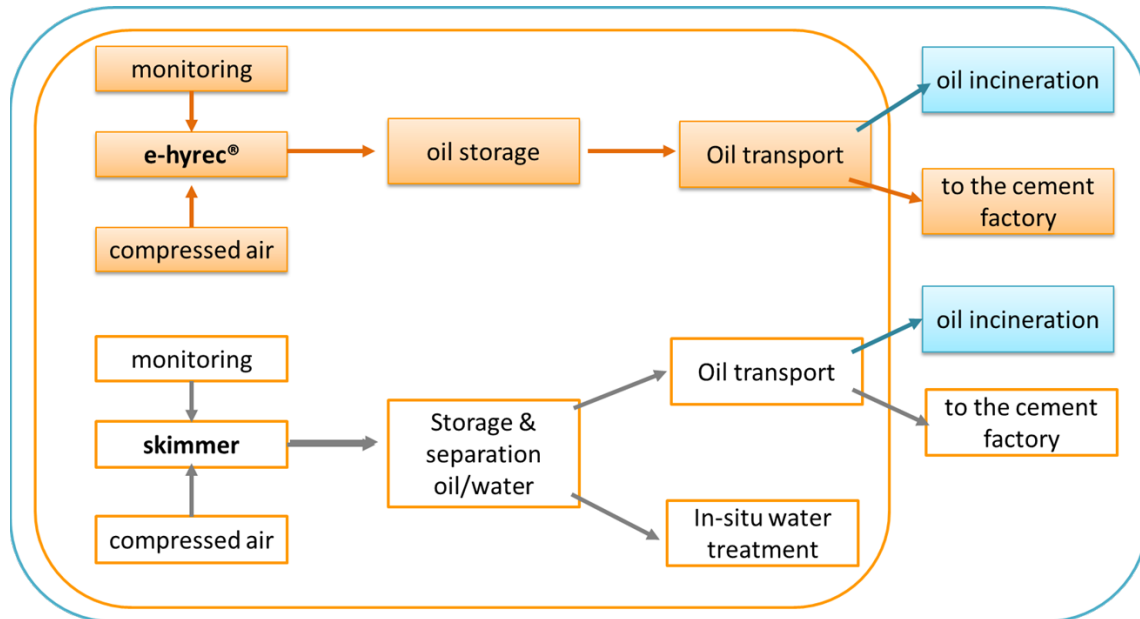 monitoring
e-hyrec®
compressed air
oil storage
Oil transport
oil incineration
to the cement
factory
monitoring
skimmer
compressed air
Storage &
separation
oil/water
Oil transport
In-situ water
treatment
oil incineration
to the cement
factory